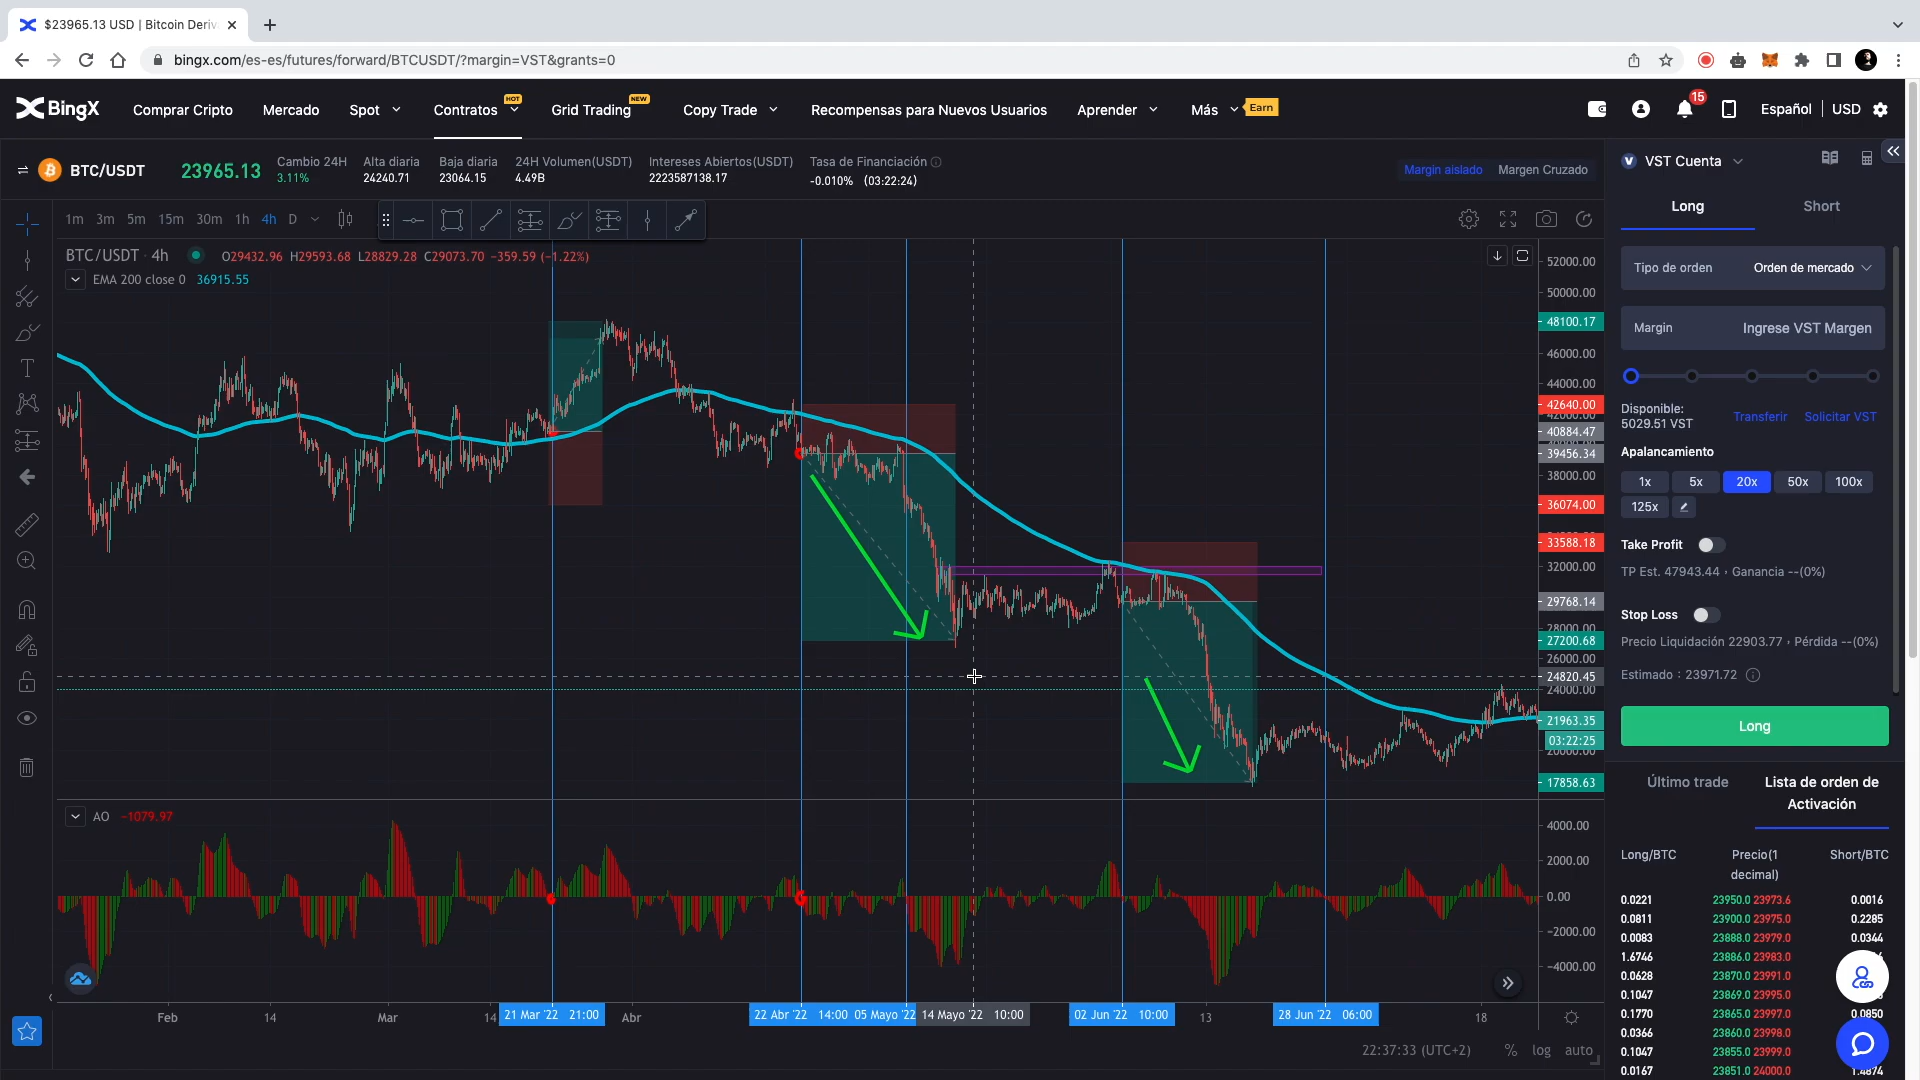 $23965.13 USD | Bitcoin Deriv
bingx.com/es-es/futures/forward/BTCUSDT/?margin=VST&grants=0
BingX
Comprar Cripto
Mercado
Spot
Contratos
HOT
Grid Trading
NEW
Copy Trade
Recompensas para Nuevos Usuarios
Aprender
Más
Earn
15
Español
USD
BTC/USDT
23965.13
Cambio 24H
3.11%
Alta diaria
24240.71
Baja diaria
23064.15
24H Volumen(USDT)
4.49B
Intereses Abiertos(USDT)
2223587138.17
Tasa de Financiación
-0.010% (03:22:24)
Margin aislado
Margen Cruzado
1m 3m 5m 15m 30m 1h 4h D
BTC/USDT · 4h
O29432.96 H29593.68 L28829.28 C29073.70 −359.59 (−1.22%)
EMA 200 close 0 36915.55
52000.00
50000.00
48100.17
46000.00
44000.00
42640.00
42000.00
40884.47
39456.34
38000.00
36074.00
33588.18
32000.00
29768.14
28000.00
27200.68
26000.00
24820.45
24000.00
21963.35
03:22:25
20000.00
17858.63
AO −1079.97
4000.00
2000.00
0.00
−2000.00
−4000.00
Feb
14
Mar
14
21 Mar '22 21:00
Abr
22 Abr '22 14:00
05 Mayo '22
14 Mayo '22 10:00
02 Jun '22 10:00
13
28 Jun '22 06:00
18
22:37:33 (UTC+2)
%
log
auto
VST Cuenta
Long
Short
Tipo de orden
Orden de mercado
Margin
Ingrese VST Margen
Disponible:
5029.51 VST
Transferir
Solicitar VST
Apalancamiento
1x 5x 20x 50x 100x
125x
Take Profit
TP Est. 47943.44 · Ganancia --(0%)
Stop Loss
Precio Liquidación 22903.77 · Pérdida --(0%)
Estimado : 23971.72
Long
Último trade
Lista de orden de
Activación
Long/BTC
Precio(1
decimal)
Short/BTC
0.0221 23950.0 23973.6 0.0016
0.0811 23900.0 23975.0 0.2285
0.0083 23888.0 23979.0 0.0344
1.6746 23886.0 23983.0
0.0628 23870.0 23991.0
0.1047 23869.0 23995.0
0.1770 23865.0 23997.0 0.0850
0.0366 23860.0 23998.0
0.1047 23855.0 23999.0
0.0167 23851.0 24000.0 1.4874